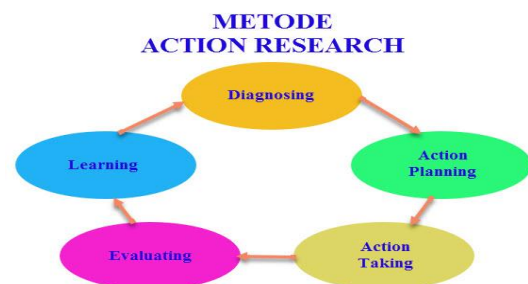 METODE
ACTION RESEARCH
Diagnosing
Action
Planning
Action
Taking
Evaluating
Learning